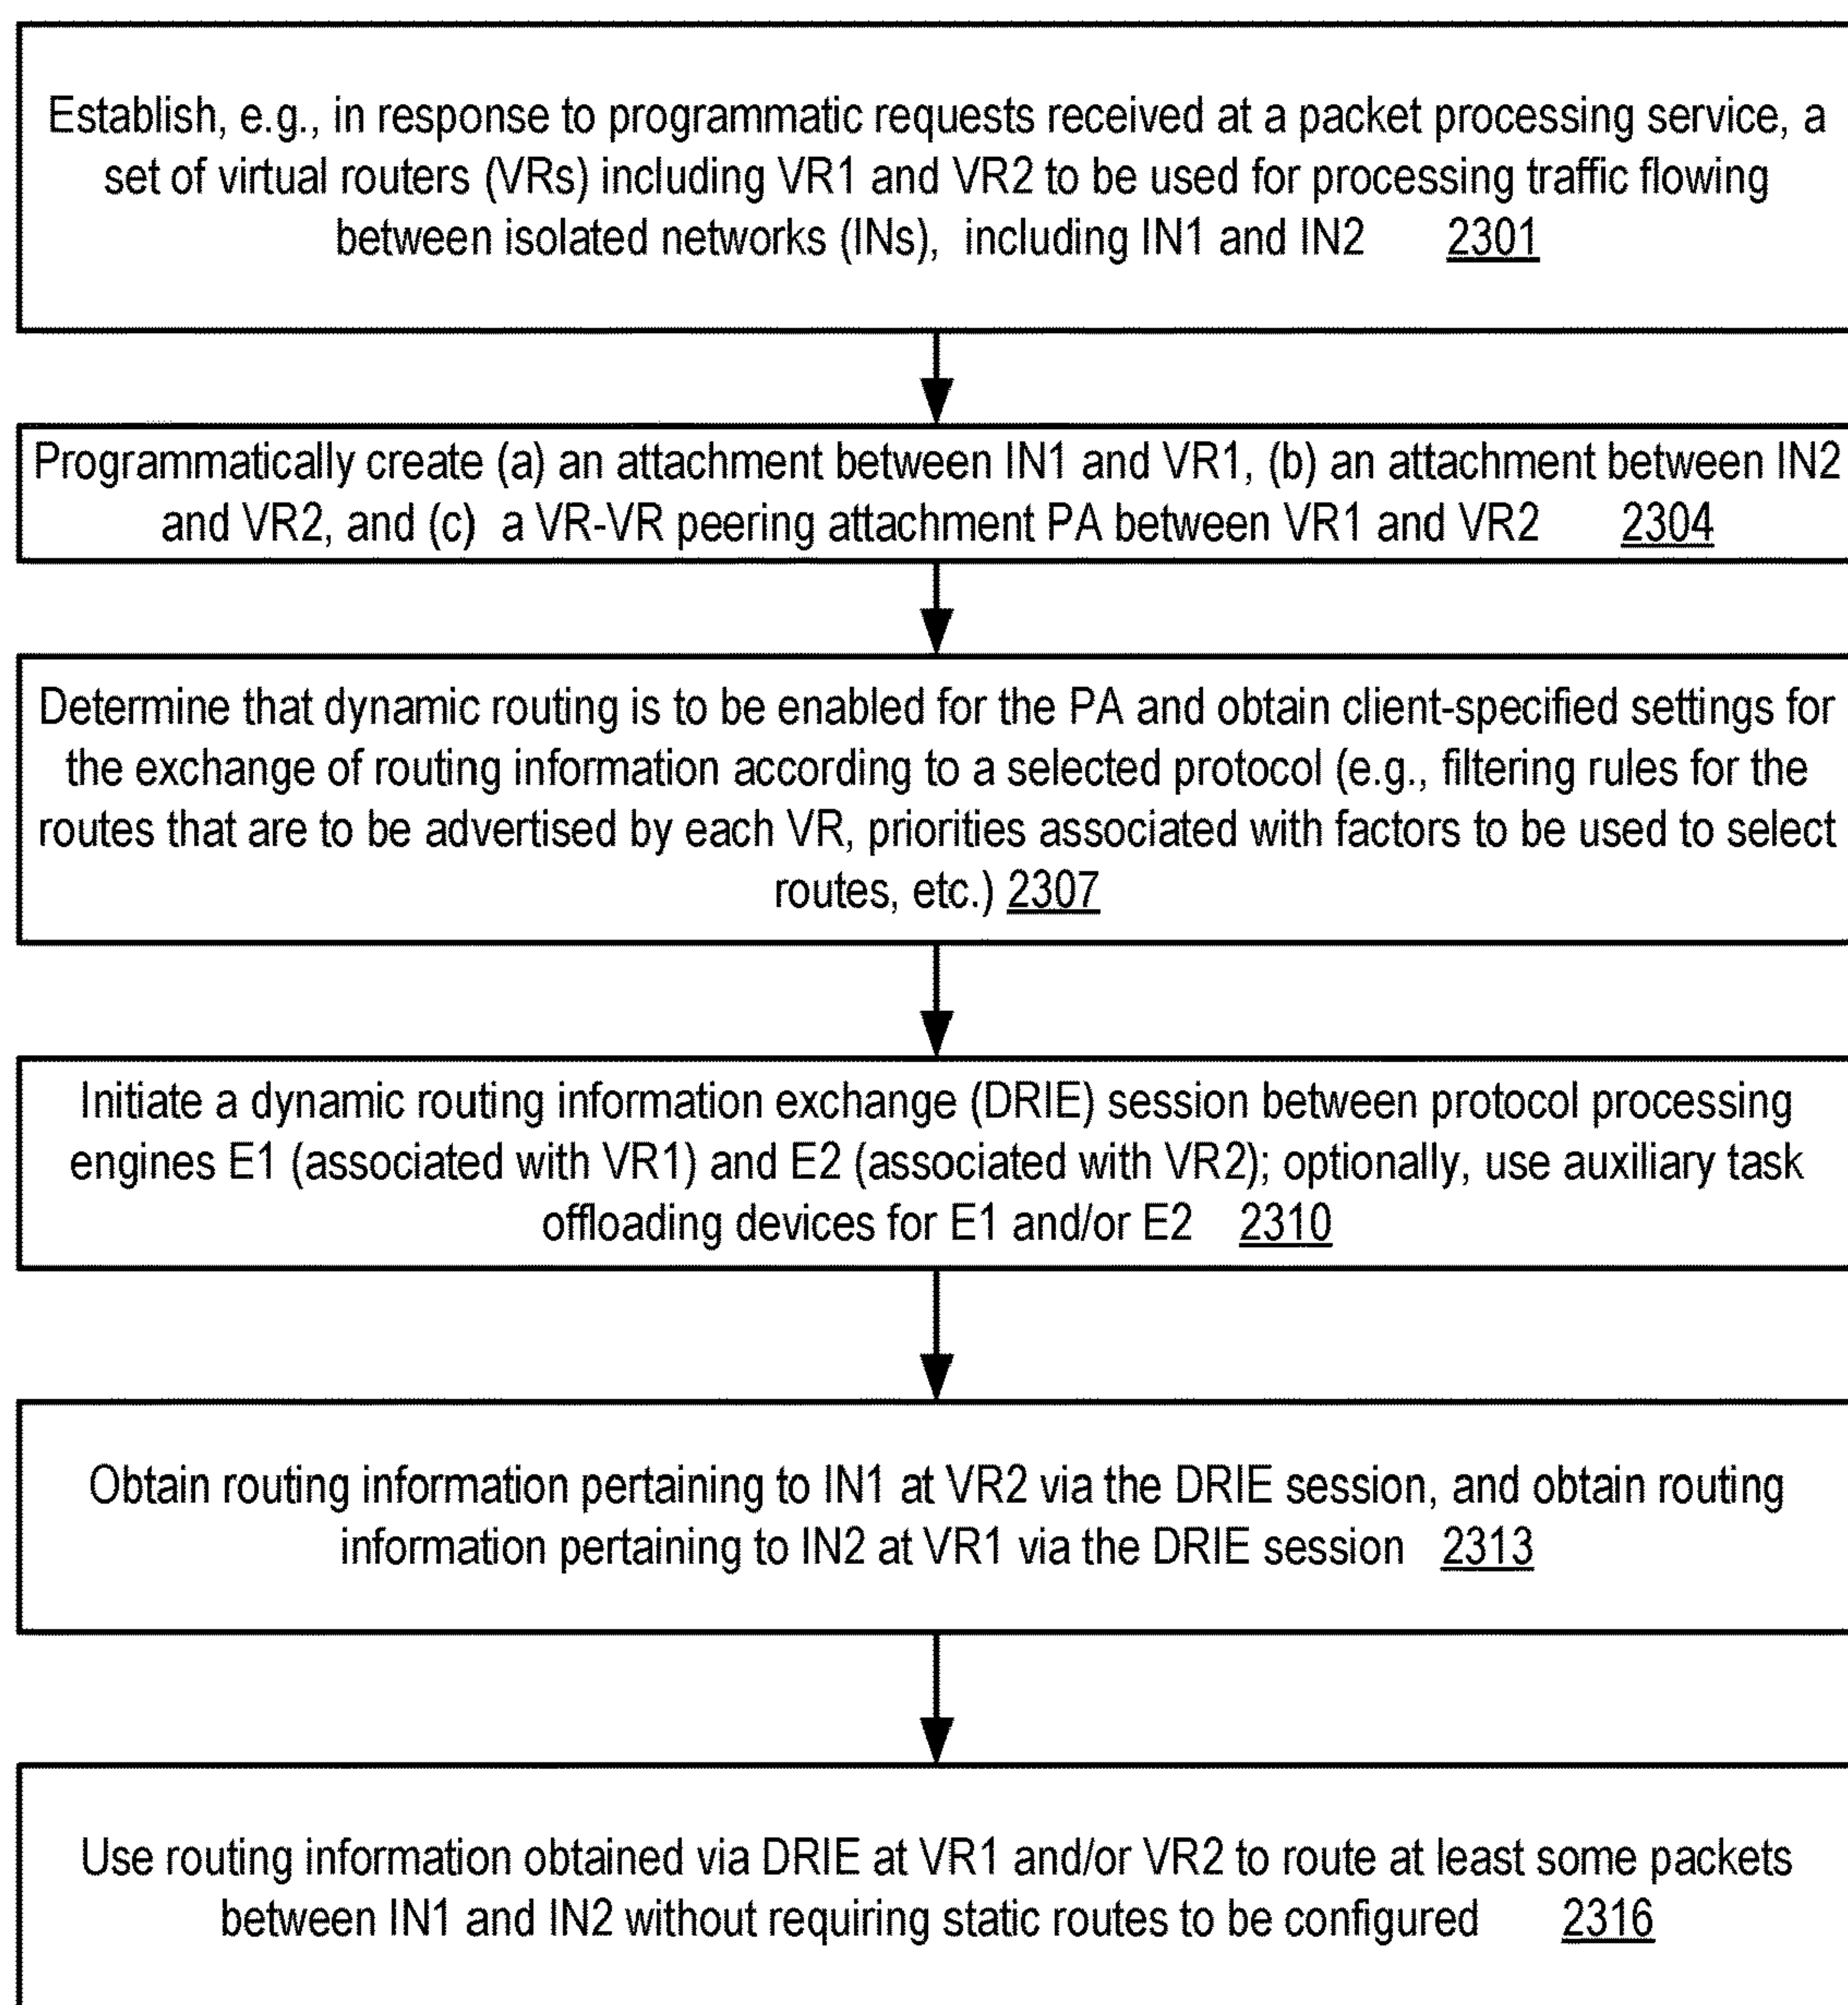 Establish, e.g., in response to programmatic requests received at a packet processing service, a
set of virtual routers (VRs) including VR1 and VR2 to be used for processing traffic flowing
between isolated networks (INs), including IN1 and IN2 2301
Programmatically create (a) an attachment between IN1 and VR1, (b) an attachment between IN2
and VR2, and (c) a VR-VR peering attachment PA between VR1 and VR2 2304
Determine that dynamic routing is to be enabled for the PA and obtain client-specified settings for
the exchange of routing information according to a selected protocol (e.g., filtering rules for the
routes that are to be advertised by each VR, priorities associated with factors to be used to select
routes, etc.) 2307
Initiate a dynamic routing information exchange (DRIE) session between protocol processing
engines E1 (associated with VR1) and E2 (associated with VR2); optionally, use auxiliary task
offloading devices for E1 and/or E2 2310
Obtain routing information pertaining to IN1 at VR2 via the DRIE session, and obtain routing
information pertaining to IN2 at VR1 via the DRIE session 2313
Use routing information obtained via DRIE at VR1 and/or VR2 to route at least some packets
between IN1 and IN2 without requiring static routes to be configured 2316